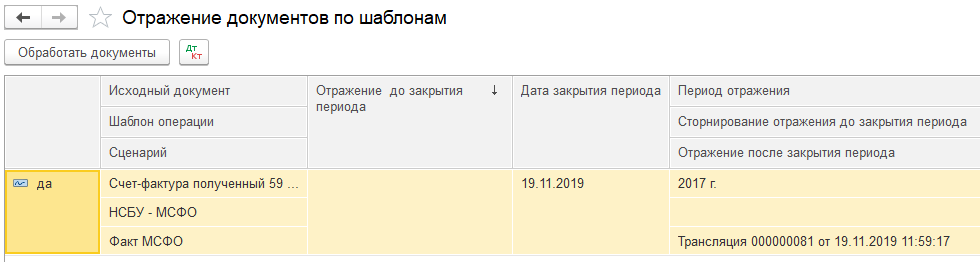 Отражение документов по шаблонам
Обработать документы
Дт
Кт
Исходный документ
Отражение до закрытия периода
Дата закрытия периода
Период отражения
Шаблон операции
Сторнирование отражения до закрытия периода
Сценарий
Отражение после закрытия периода
да
Счет-фактура полученный 59 ...
19.11.2019
2017 г.
НСБУ - МСФО
Факт МСФО
Трансляция 000000081 от 19.11.2019 11:59:17